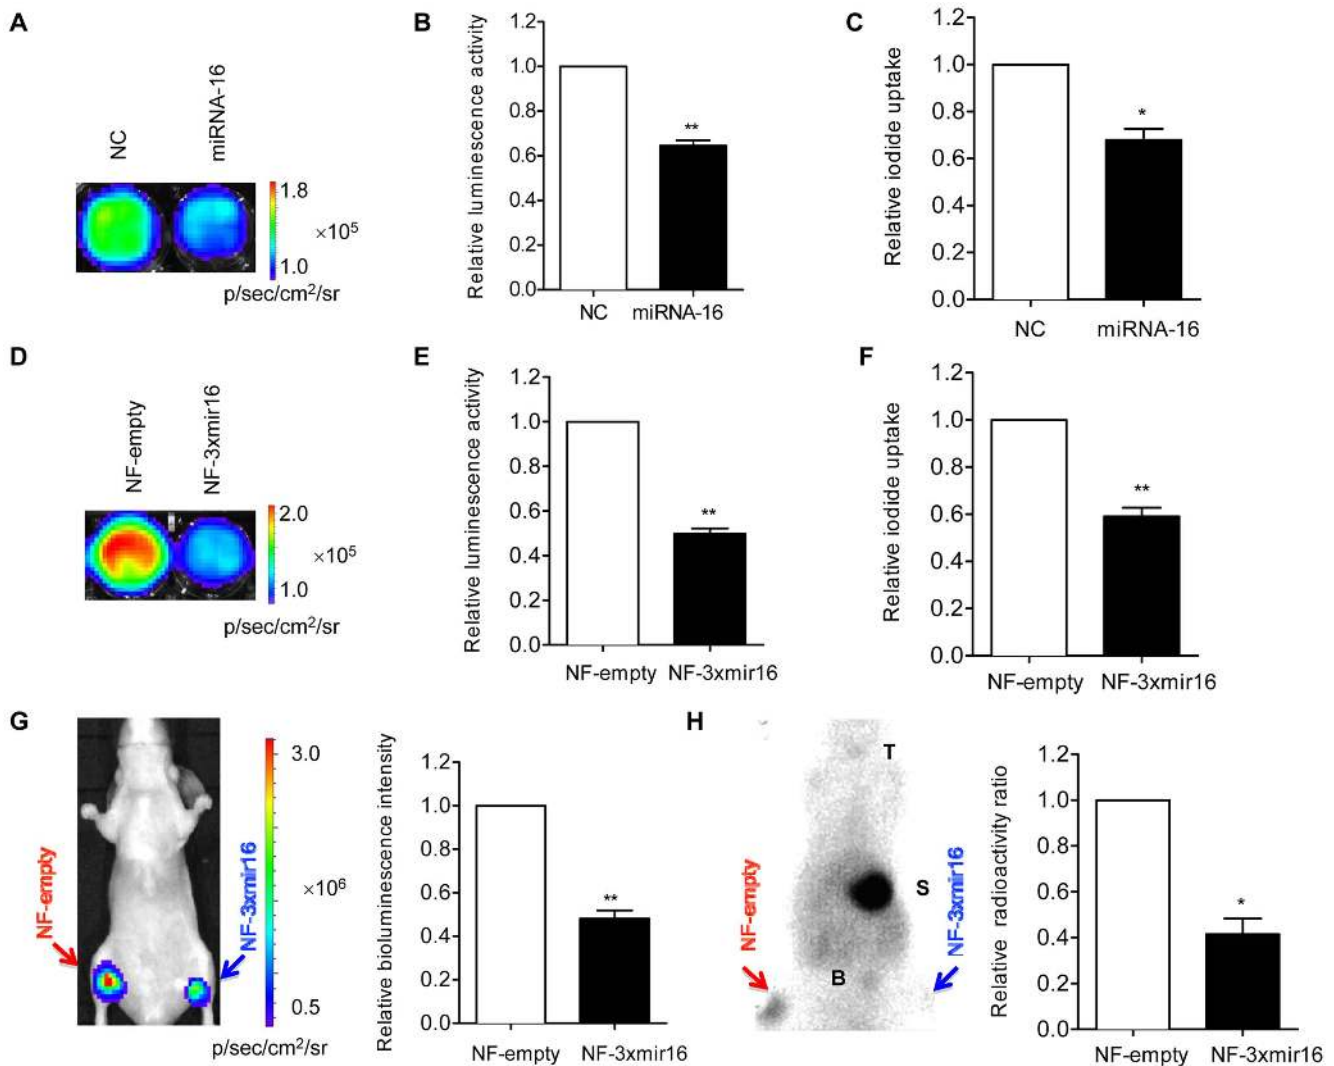 A
NC
miRNA-16
1.8
×10⁵
1.0
p/sec/cm²/sr
B
Relative luminescence activity
1.2
1.0
0.8
0.6
0.4
0.2
0.0
**
NC miRNA-16
C
Relative iodide uptake
1.2
1.0
0.8
0.6
0.4
0.2
0.0
*
NC miRNA-16
D
NF-empty
NF-3xmir16
2.0
×10⁵
1.0
p/sec/cm²/sr
E
Relative luminescence activity
1.2
1.0
0.8
0.6
0.4
0.2
0.0
**
NF-empty NF-3xmir16
F
Relative iodide uptake
1.2
1.0
0.8
0.6
0.4
0.2
0.0
**
NF-empty NF-3xmir16
G
NF-empty
NF-3xmir16
3.0
×10⁶
0.5
p/sec/cm²/sr
Relative bioluminescence intensity
1.2
1.0
0.8
0.6
0.4
0.2
0.0
**
NF-empty NF-3xmir16
H
T
S
B
NF-empty
NF-3xmir16
Relative radioactivity ratio
1.2
1.0
0.8
0.6
0.4
0.2
0.0
*
NF-empty NF-3xmir16